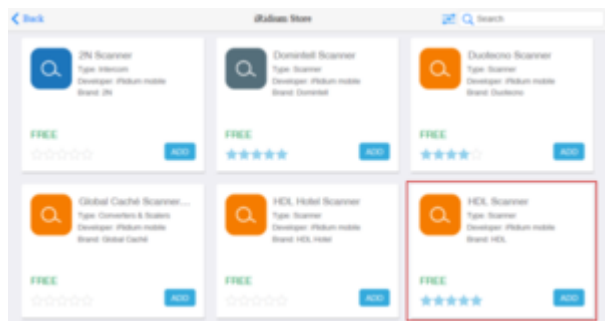 Back
iRidium Store
Search
2N Scanner
Type: Intercom
Developer: iRidium mobile
Brand: 2N
FREE
ADD
Domintell Scanner
Type: Scanner
Developer: iRidium mobile
Brand: Domintell
FREE
ADD
Duotecno Scanner
Type: Scanner
Developer: iRidium mobile
Brand: Duotecno
FREE
ADD
Global Caché Scanner...
Type: Converters & Scalers
Developer: iRidium mobile
Brand: Global Caché
FREE
ADD
HDL Hotel Scanner
Type: Scanner
Developer: iRidium mobile
Brand: HDL Hotel
FREE
ADD
HDL Scanner
Type: Scanner
Developer: iRidium mobile
Brand: HDL
FREE
ADD